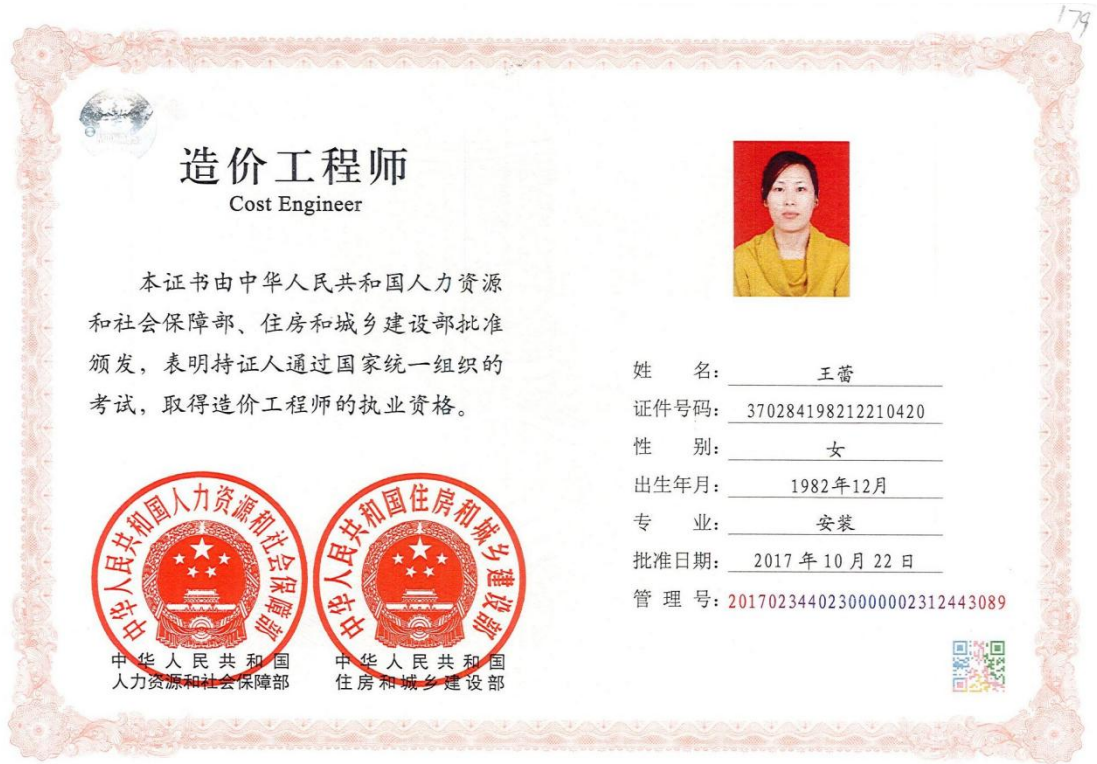 179
造价工程师
Cost Engineer
本证书由中华人民共和国人力资源
和社会保障部、住房和城乡建设部批准
颁发，表明持证人通过国家统一组织的
考试，取得造价工程师的执业资格。
中华人民共和国人力资源和社会保障部
中华人民共和国住房和城乡建设部
中华人民共和国
人力资源和社会保障部
中华人民共和国
住房和城乡建设部
姓 名：王蕾
证件号码：370284198212210420
性 别：女
出生年月：1982年12月
专 业：安装
批准日期：2017年10月22日
管 理 号：2017023440230000002312443089